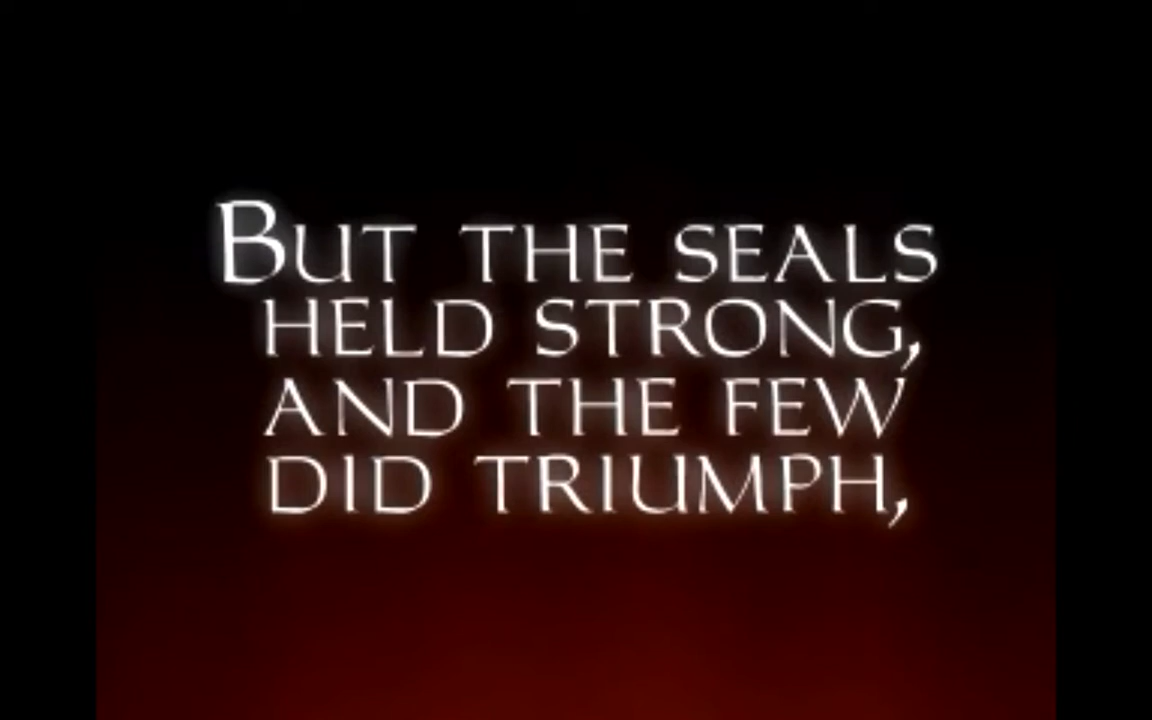 BUT THE SEALS
HELD STRONG,
AND THE FEW
DID TRIUMPH,